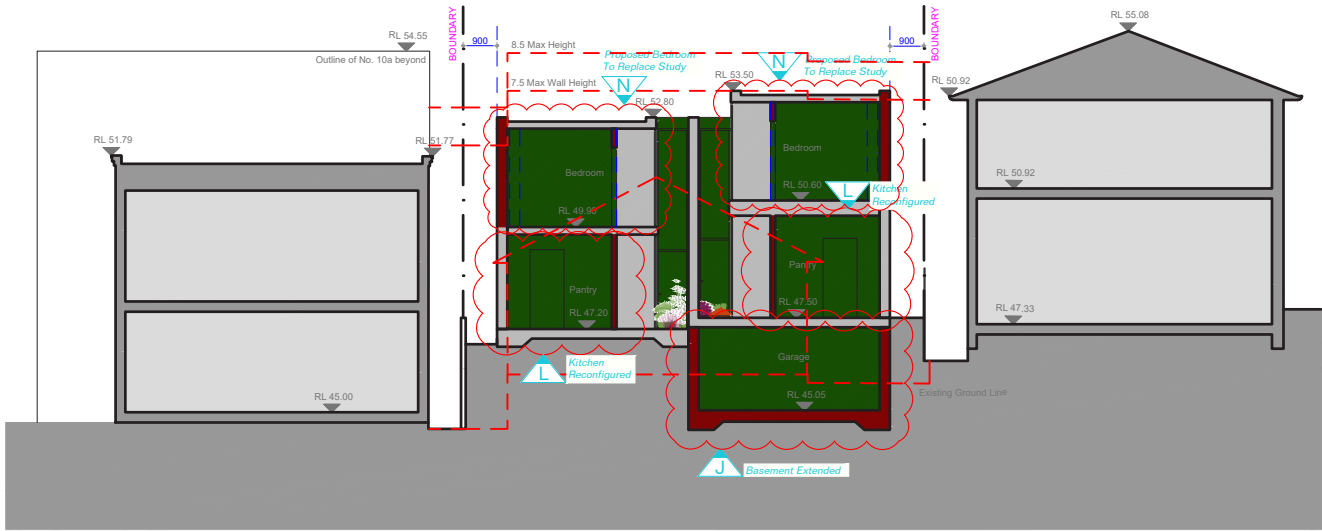 BOUNDARY
BOUNDARY
RL 55.08
RL 54.55
900
8.5 Max Height
900
Outline of No. 10a beyond
Proposed Bedroom
To Replace Study
N
Proposed Bedroom
To Replace Study
N
7.5 Max Wall Height
RL 53.50
RL 50.92
RL 52.80
RL 51.79
RL 51.77
Bedroom
Bedroom
RL 50.60
L
Kitchen
Reconfigured
RL 50.92
RL 49.90
Pantry
Pantry
RL 47.20
RL 47.50
RL 47.33
L
Kitchen
Reconfigured
Garage
RL 45.00
RL 45.05
Existing Ground Line
J
Basement Extended